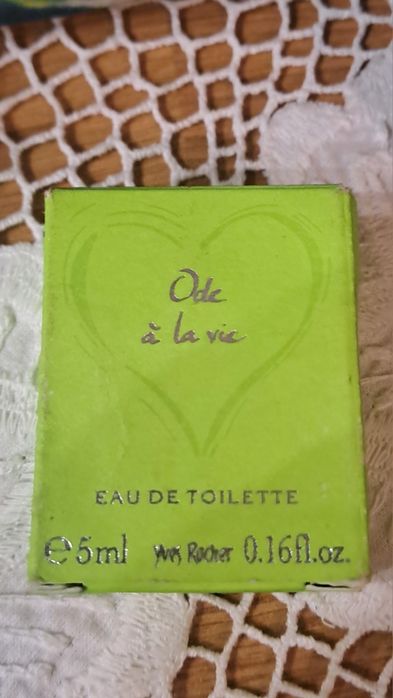 Ode
à la vie
EAU DE TOILETTE
℮5ml Yves Rocher 0.16fl.oz.